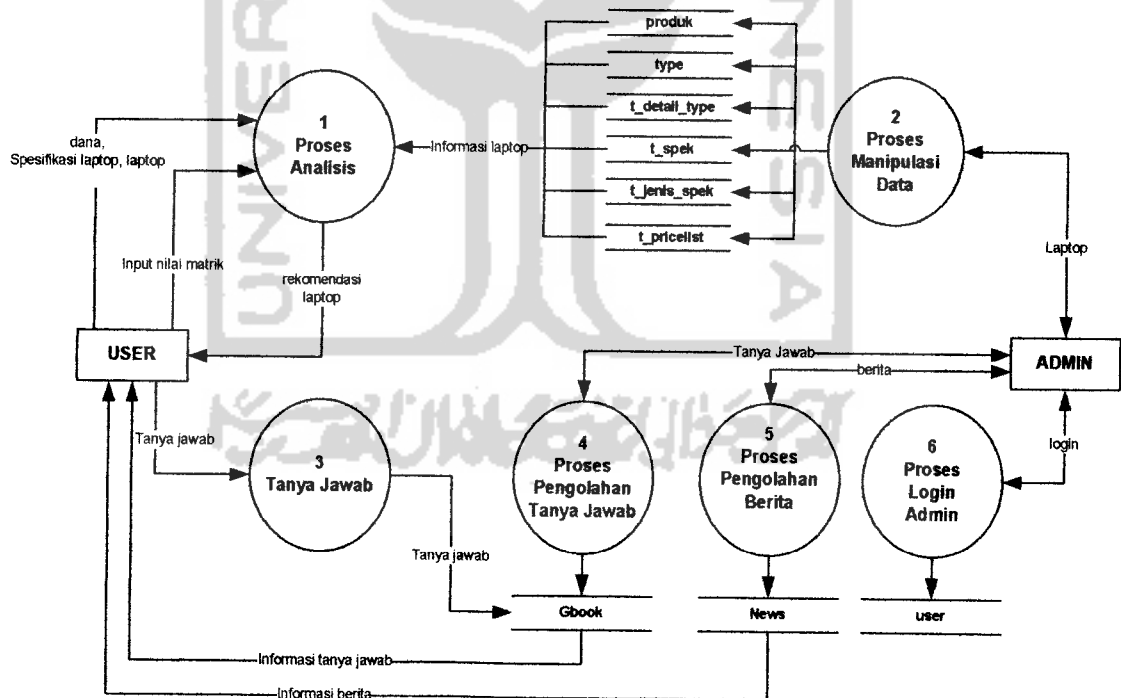 produk
type
t_detail_type
t_spek
t_jenis_spek
t_pricelist
1
Proses
Analisis
2
Proses
Manipulasi
Data
dana,
Spesifikasi laptop, laptop
Informasi laptop
Input nilai matrik
rekomendasi
laptop
Laptop
USER
ADMIN
Tanya Jawab
berita
login
Tanya jawab
3
Tanya Jawab
4
Proses
Pengolahan
Tanya Jawab
5
Proses
Pengolahan
Berita
6
Proses
Login
Admin
Tanya jawab
Gbook
News
user
Informasi tanya jawab
Informasi berita
UNIVER
NESIA